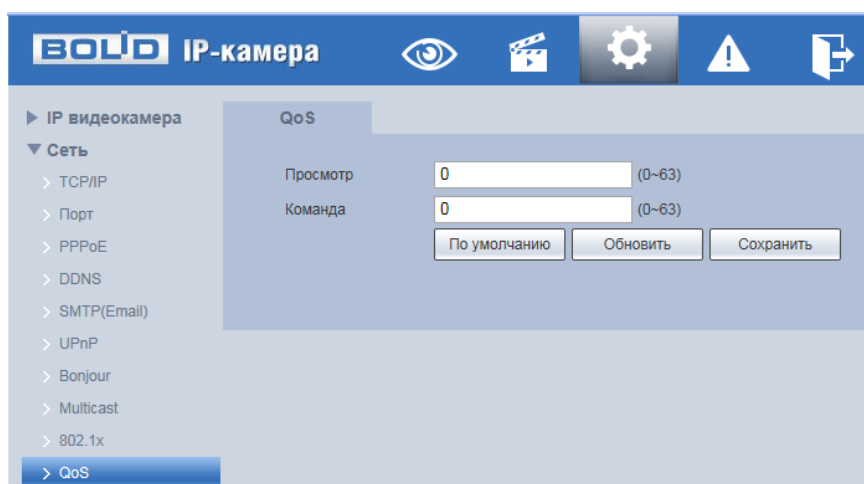 BOLID IP-камера
IP видеокамера
Сеть
TCP/IP
Порт
PPPoE
DDNS
SMTP(Email)
UPnP
Bonjour
Multicast
802.1x
QoS
QoS
Просмотр 0 (0~63)
Команда 0 (0~63)
По умолчанию Обновить Сохранить